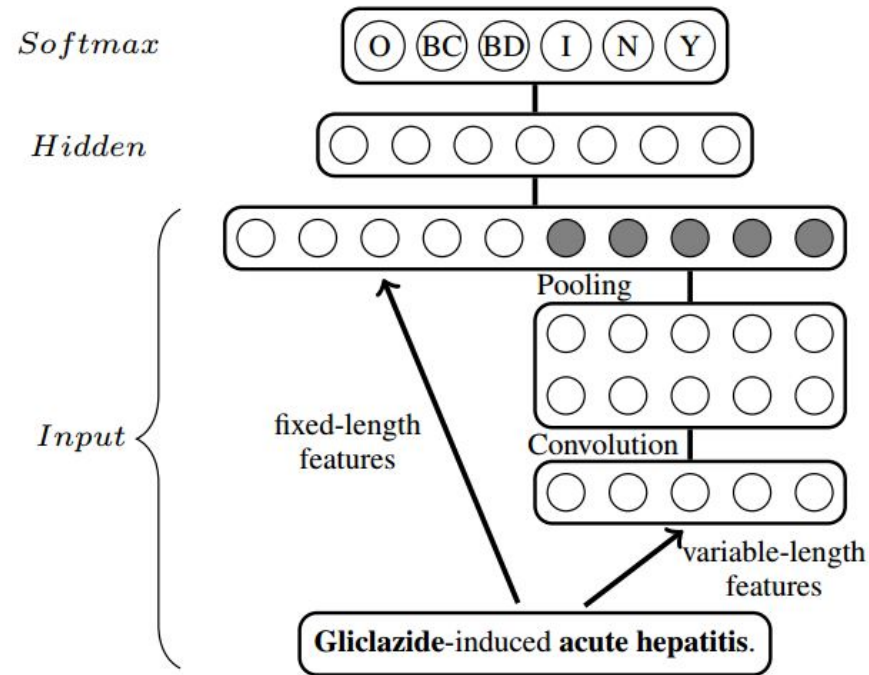 Softmax
O BC BD I N Y
Hidden
Pooling
Input
fixed-length
features
Convolution
variable-length
features
Gliclazide-induced acute hepatitis.